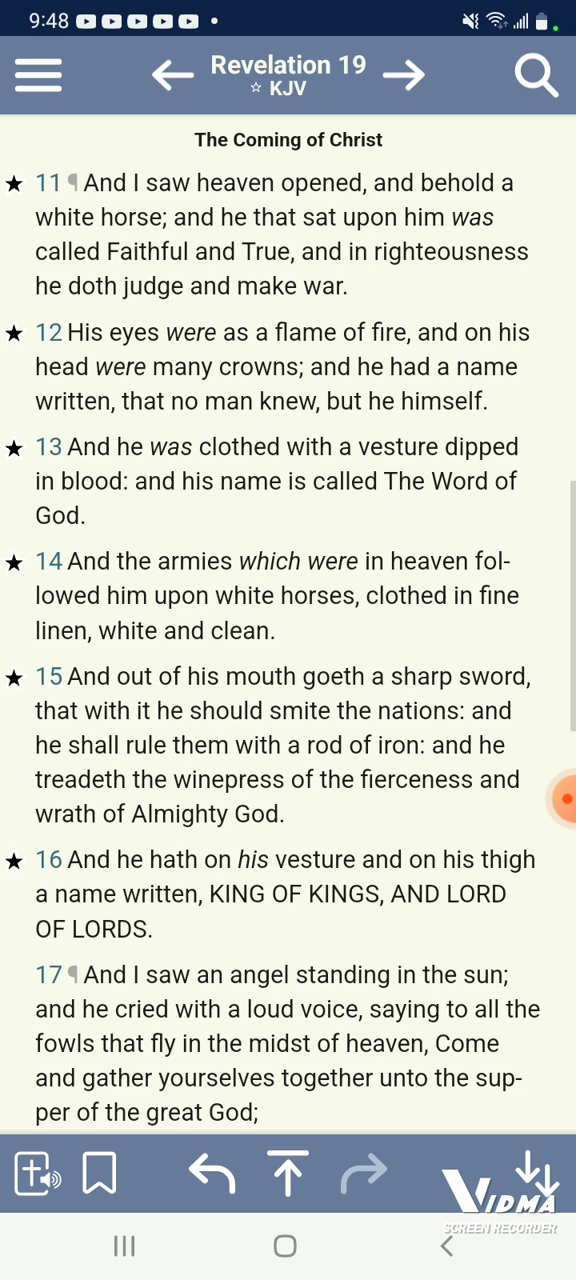 9:48
Revelation 19
☆ KJV
The Coming of Christ
★ 11 ¶ And I saw heaven opened, and behold a
white horse; and he that sat upon him was
called Faithful and True, and in righteousness
he doth judge and make war.
★ 12 His eyes were as a flame of fire, and on his
head were many crowns; and he had a name
written, that no man knew, but he himself.
★ 13 And he was clothed with a vesture dipped
in blood: and his name is called The Word of
God.
★ 14 And the armies which were in heaven fol-
lowed him upon white horses, clothed in fine
linen, white and clean.
★ 15 And out of his mouth goeth a sharp sword,
that with it he should smite the nations: and
he shall rule them with a rod of iron: and he
treadeth the winepress of the fierceness and
wrath of Almighty God.
★ 16 And he hath on his vesture and on his thigh
a name written, KING OF KINGS, AND LORD
OF LORDS.
17 ¶ And I saw an angel standing in the sun;
and he cried with a loud voice, saying to all the
fowls that fly in the midst of heaven, Come
and gather yourselves together unto the sup-
per of the great God;
VIDMA
SCREEN RECORDER